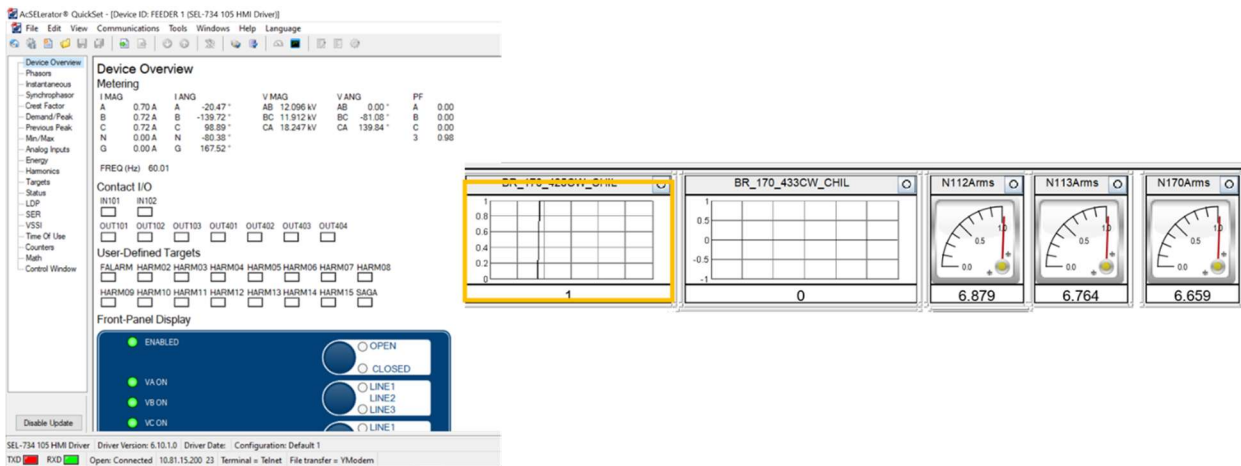 AcSELerator® QuickSet - [Device ID: FEEDER 1 (SEL-734 105 HMI Driver)]
File Edit View Communications Tools Windows Help Language
Device Overview
Phasors
Instantaneous
Synchrophasor
Crest Factor
Demand/Peak
Previous Peak
Min/Max
Analog Inputs
Energy
Harmonics
Targets
Status
LDP
SER
VSSI
Time Of Use
Counters
Math
Control Window
Disable Update
Device Overview
Metering
I MAG I ANG V MAG V ANG PF
A 0.70 A A -20.47 ° AB 12.096 kV AB 0.00 ° A 0.00
B 0.72 A B -139.72 ° BC 11.912 kV BC -81.08 ° B 0.00
C 0.72 A C 98.89 ° CA 18.247 kV CA 139.84 ° C 0.00
N 0.00 A N -80.38 ° 3 0.98
G 0.00 A G 167.52 °
FREQ (Hz) 60.01
Contact I/O
IN101 IN102
OUT101 OUT102 OUT103 OUT401 OUT402 OUT403 OUT404
User-Defined Targets
FALARM HARM02 HARM03 HARM04 HARM05 HARM06 HARM07 HARM08
HARM09 HARM10 HARM11 HARM12 HARM13 HARM14 HARM15 SAGA
Front-Panel Display
ENABLED
OPEN
CLOSED
VA ON
LINE1
VB ON
LINE2
LINE3
VC ON
LINE1
SEL-734 105 HMI Driver Driver Version: 6.10.1.0 Driver Date: Configuration: Default 1
TXD RXD Open: Connected 10.81.15.200 23 Terminal = Telnet File transfer = YModem
BR_170_433CW_CHIL N112Arms N113Arms N170Arms
1
0.8
0.6
0.4
0.2
0
1
1
0.5
0
-0.5
-1
0
0.0 0.5 1.0
6.879
0.0 0.5 1.0
6.764
0.0 0.5 1.0
6.659